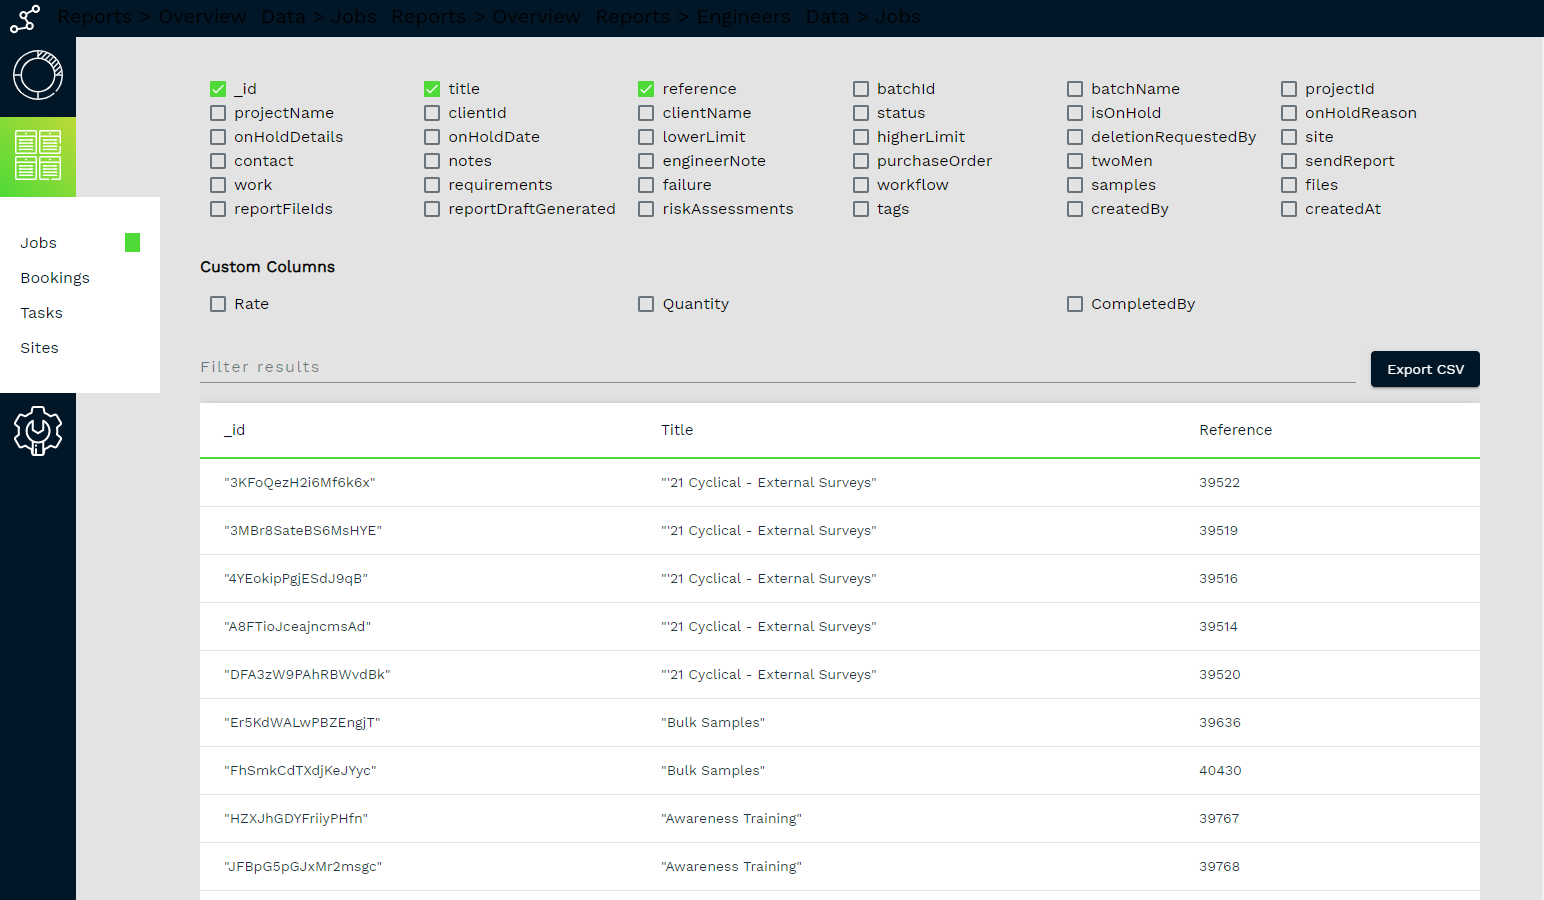 Reports > Overview Data > Jobs Reports > Overview Reports > Engineers Data > Jobs
_id title reference batchId batchName projectId
projectName clientId clientName status isOnHold onHoldReason
onHoldDetails onHoldDate lowerLimit higherLimit deletionRequestedBy site
contact notes engineerNote purchaseOrder twoMen sendReport
work requirements failure workflow samples files
reportFileIds reportDraftGenerated riskAssessments tags createdBy createdAt
Jobs
Bookings
Tasks
Sites
Custom Columns
Rate Quantity CompletedBy
Filter results Export CSV
_id Title Reference
"3KFoQezH2i6Mf6k6x" "'21 Cyclical - External Surveys" 39522
"3MBr8SateBS6MsHYE" "'21 Cyclical - External Surveys" 39519
"4YEokipPgjESdJ9qB" "'21 Cyclical - External Surveys" 39516
"A8FTioJceajncmsAd" "'21 Cyclical - External Surveys" 39514
"DFA3zW9PAhRBWvdBk" "'21 Cyclical - External Surveys" 39520
"Er5KdWALwPBZEngjT" "Bulk Samples" 39636
"FhSmkCdTXdjKeJYyc" "Bulk Samples" 40430
"HZXJhGDYFriiyPHfn" "Awareness Training" 39767
"JFBpG5pGJxMr2msgc" "Awareness Training" 39768